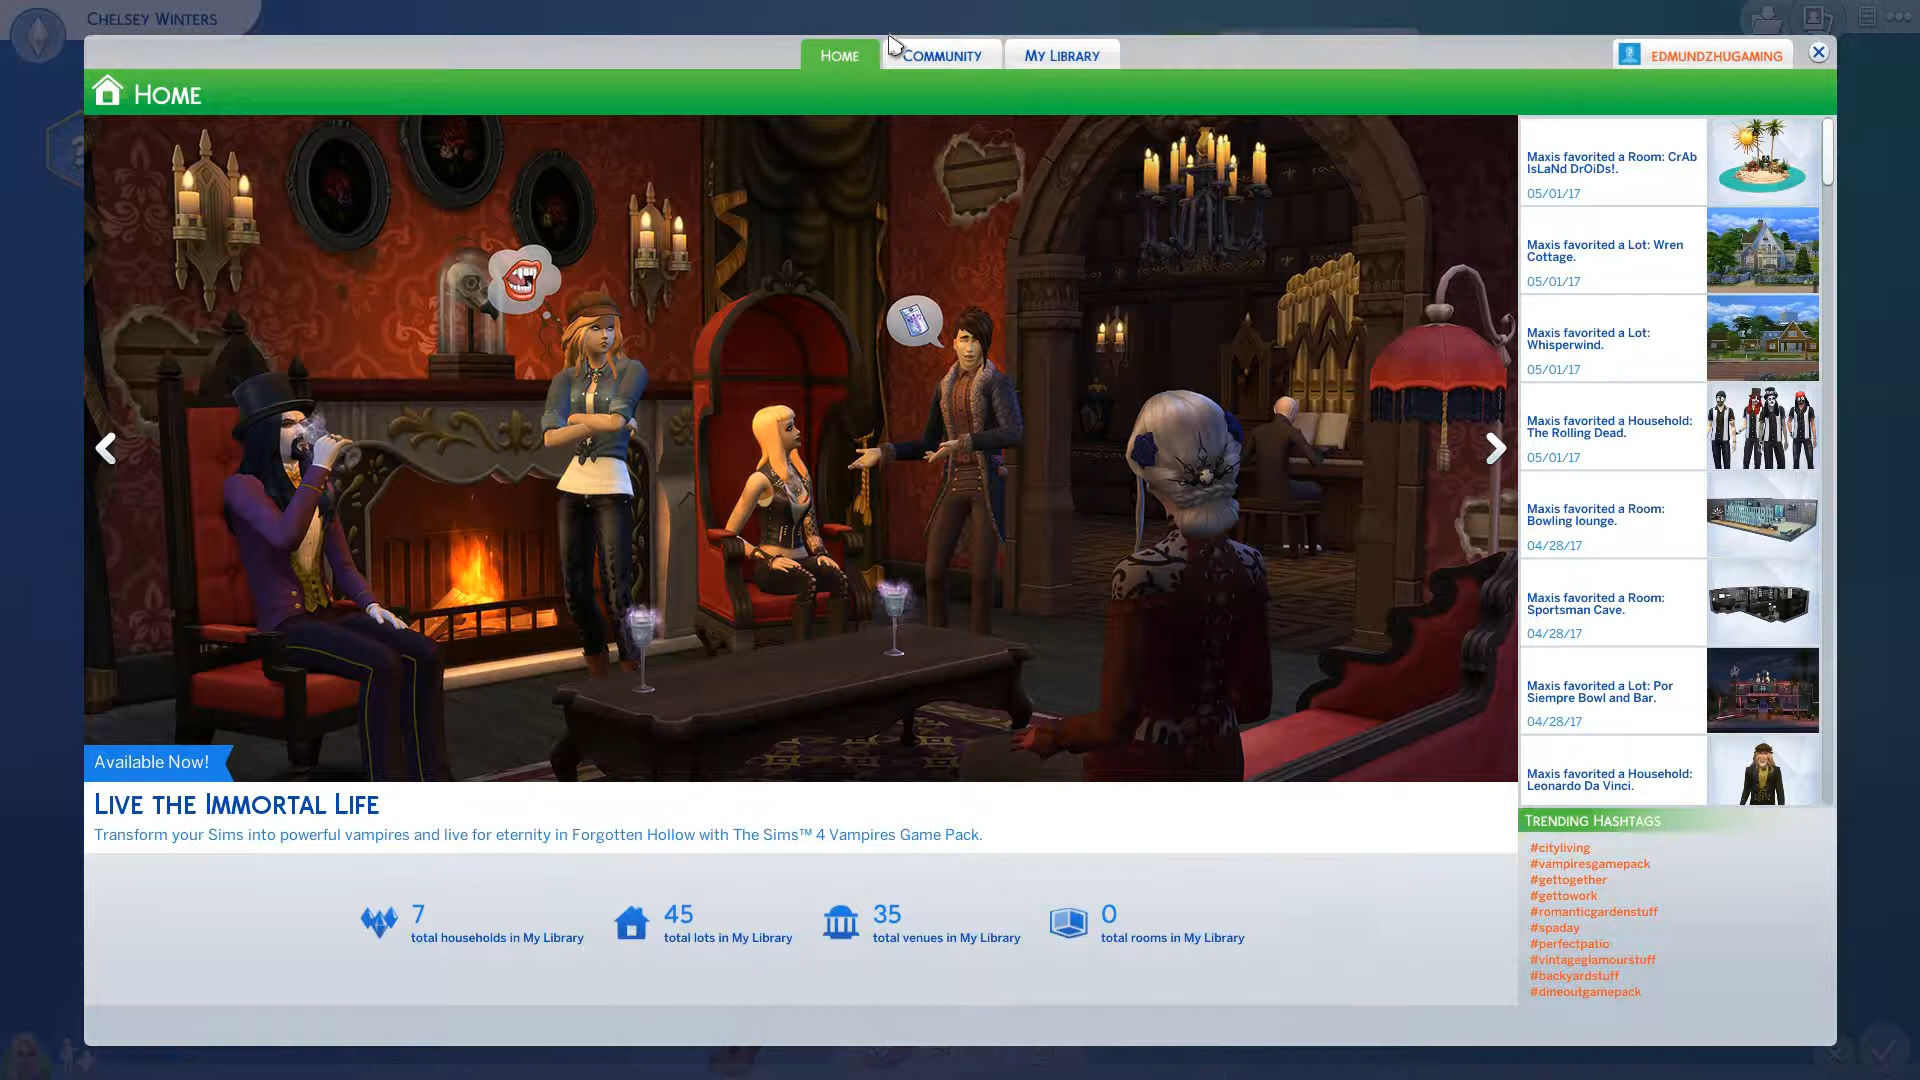 CHELSEY WINTERS
HOME
COMMUNITY
MY LIBRARY
EDMUNDZHUGAMING
HOME
Maxis favorited a Room: CrAb
IsLaNd DrOiDs!.
05/01/17
Maxis favorited a Lot: Wren
Cottage.
05/01/17
Maxis favorited a Lot:
Whisperwind.
05/01/17
Maxis favorited a Household:
The Rolling Dead.
05/01/17
Maxis favorited a Room:
Bowling lounge.
04/28/17
Maxis favorited a Room:
Sportsman Cave.
04/28/17
Maxis favorited a Lot: Por
Siempre Bowl and Bar.
04/28/17
Maxis favorited a Household:
Leonardo Da Vinci.
Available Now!
LIVE THE IMMORTAL LIFE
Transform your Sims into powerful vampires and live for eternity in Forgotten Hollow with The Sims™ 4 Vampires Game Pack.
7
total households in My Library
45
total lots in My Library
35
total venues in My Library
0
total rooms in My Library
TRENDING HASHTAGS
#cityliving
#vampiresgamepack
#gettogether
#gettowork
#romanticgardenstuff
#spaday
#perfectpatio
#vintageglamourstuff
#backyardstuff
#dineoutgamepack